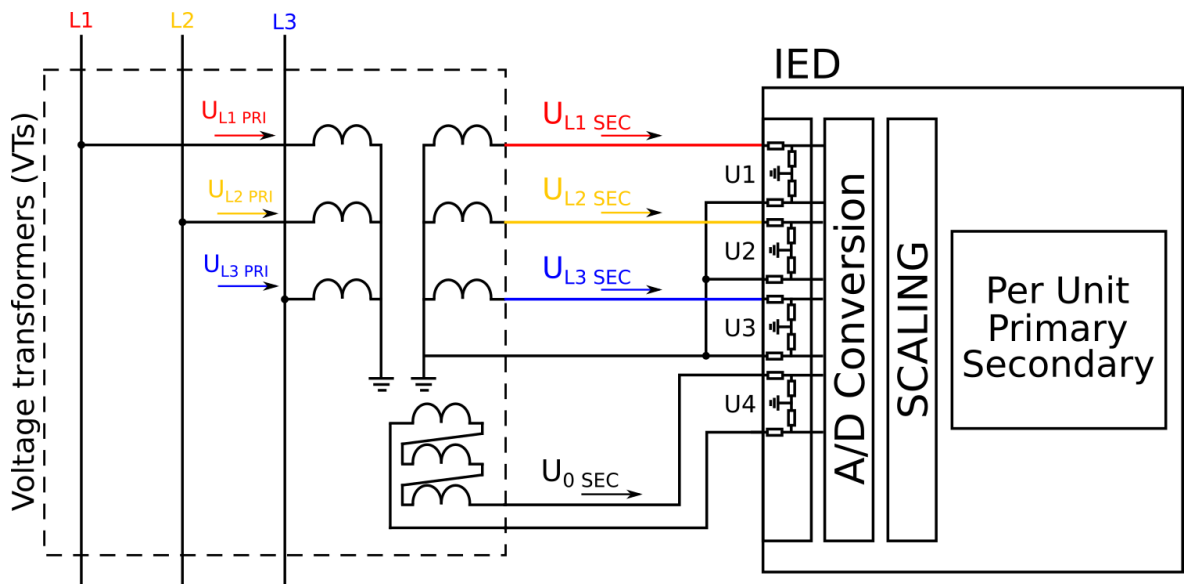 L1 L2 L3
IED
Voltage transformers (VTs)
UL1 PRI
UL1 SEC
U1
UL2 PRI
UL2 SEC
U2
UL3 PRI
UL3 SEC
U3
U4
U0 SEC
A/D Conversion
SCALING
Per Unit
Primary
Secondary